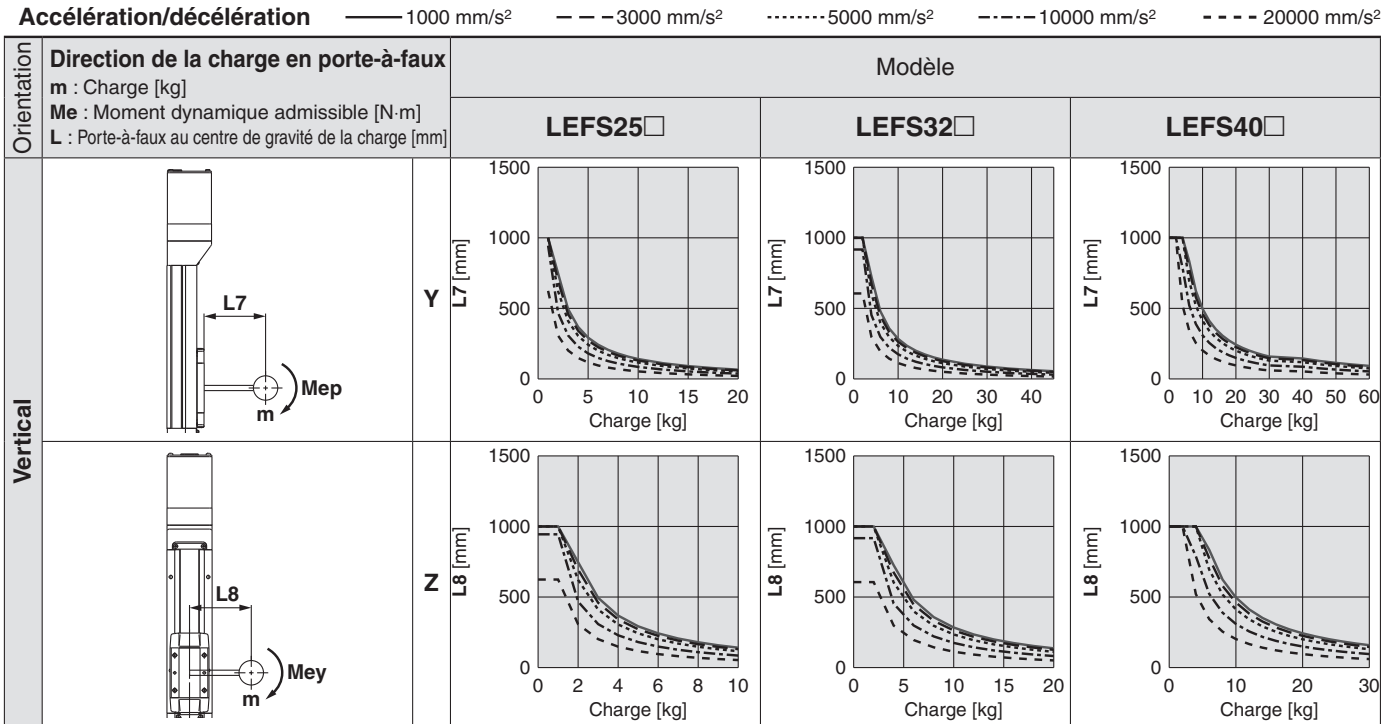 Accélération/décélération 1000 mm/s² 3000 mm/s² 5000 mm/s² 10000 mm/s² 20000 mm/s²
Orientation
Direction de la charge en porte-à-faux
m : Charge [kg]
Me : Moment dynamique admissible [N·m]
L : Porte-à-faux au centre de gravité de la charge [mm]
Modèle
LEFS25□ LEFS32□ LEFS40□
Vertical
L7
Mep
m
Y
L7 [mm]
1500
1000
500
0
0 5 10 15 20
Charge [kg]
L7 [mm]
1500
1000
500
0
0 10 20 30 40
Charge [kg]
L7 [mm]
1500
1000
500
0
0 10 20 30 40 50 60
Charge [kg]
L8
Mey
m
Z
L8 [mm]
1500
1000
500
0
0 2 4 6 8 10
Charge [kg]
L8 [mm]
1500
1000
500
0
0 5 10 15 20
Charge [kg]
L8 [mm]
1500
1000
500
0
0 10 20 30
Charge [kg]